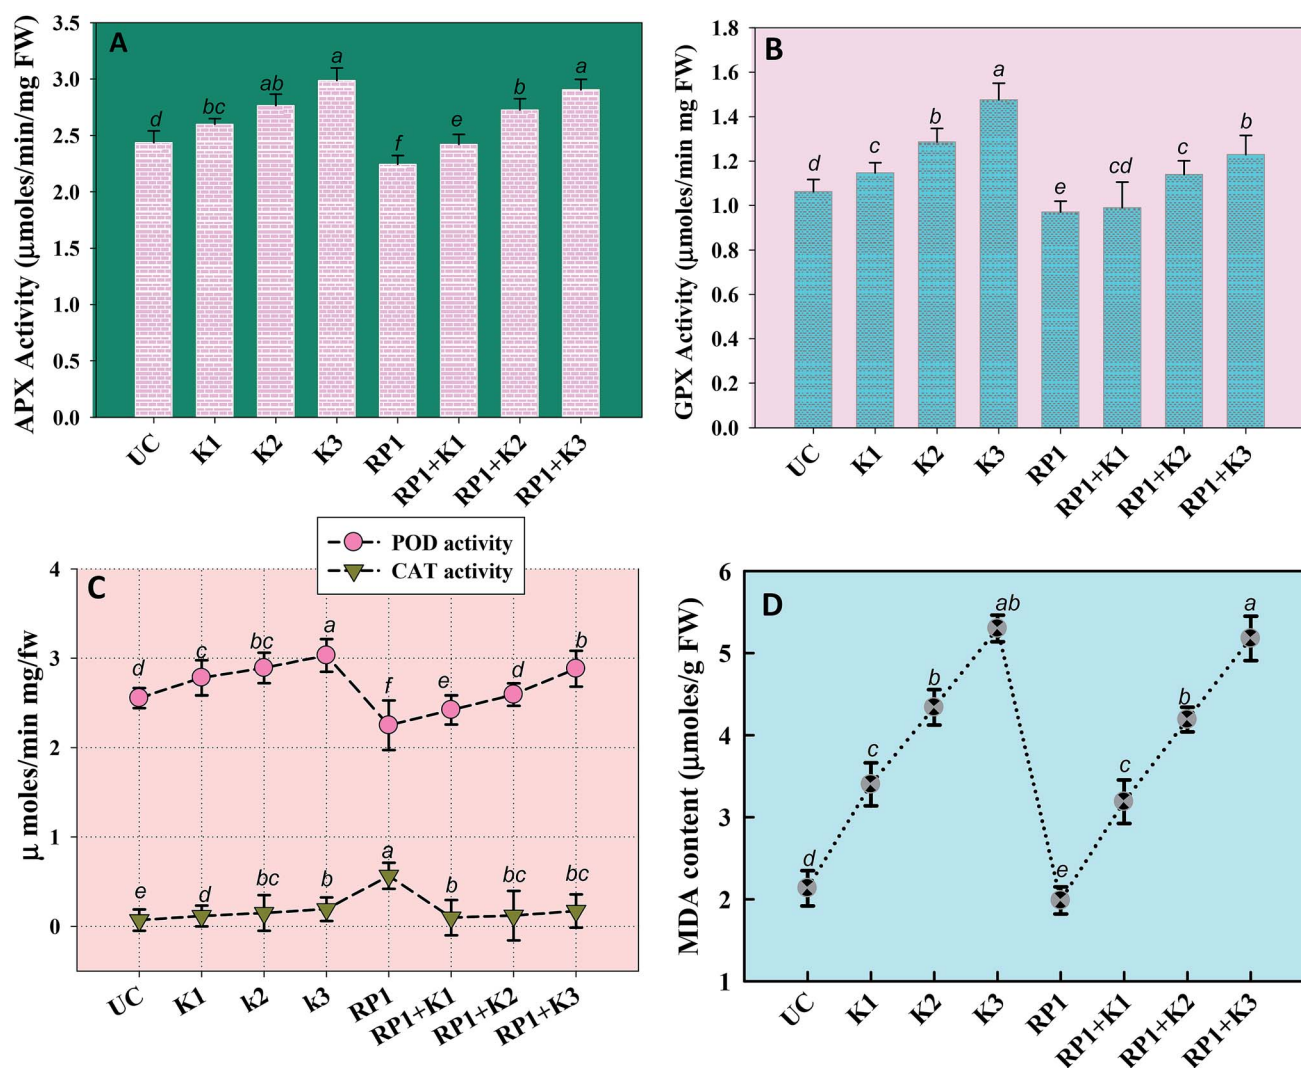 A
APX Activity (µmoles/min/mg FW)
3.5
3.0
2.5
2.0
1.5
1.0
0.5
0.0
d
bc
ab
a
f
e
b
a
UC
K1
K2
K3
RP1
RP1+K1
RP1+K2
RP1+K3
B
GPX Activity (µmoles/min mg FW)
1.8
1.6
1.4
1.2
1.0
0.8
0.6
0.4
0.2
0.0
d
c
b
a
e
cd
c
b
UC
K1
K2
K3
RP1
RP1+K1
RP1+K2
RP1+K3
POD activity
CAT activity
C
µ moles/min mg/fw
4
3
2
1
0
d
c
bc
a
f
e
d
b
e
d
bc
b
a
b
bc
bc
UC
K1
k2
k3
RP1
RP1+K1
RP1+K2
RP1+K3
D
MDA content (µmoles/g FW)
6
5
4
3
2
1
d
c
b
ab
e
c
b
a
UC
K1
K2
K3
RP1
RP1+K1
RP1+K2
RP1+K3